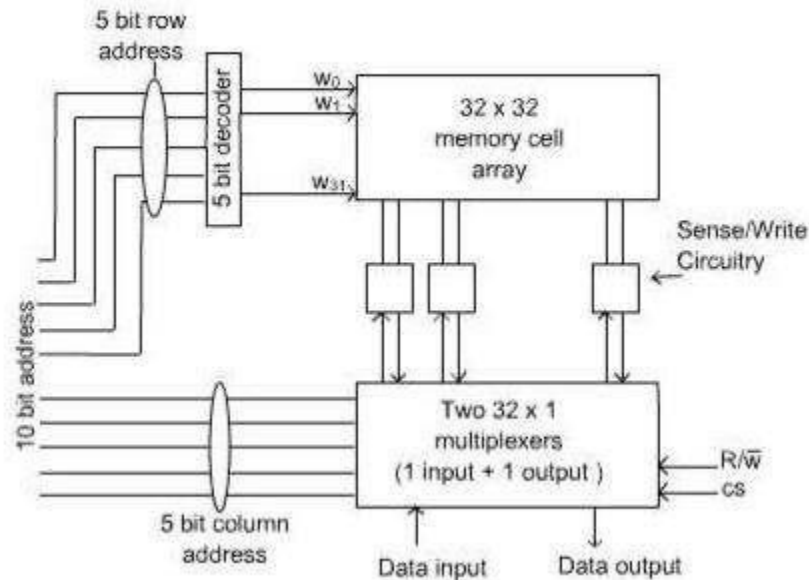 5 bit row
address
5 bit decoder
w0
w1
w31
32 x 32
memory cell
array
Sense/Write
Circuitry
10 bit address
Two 32 x 1
multiplexers
(1 input + 1 output )
R/w̅
cs
5 bit column
address
Data input
Data output